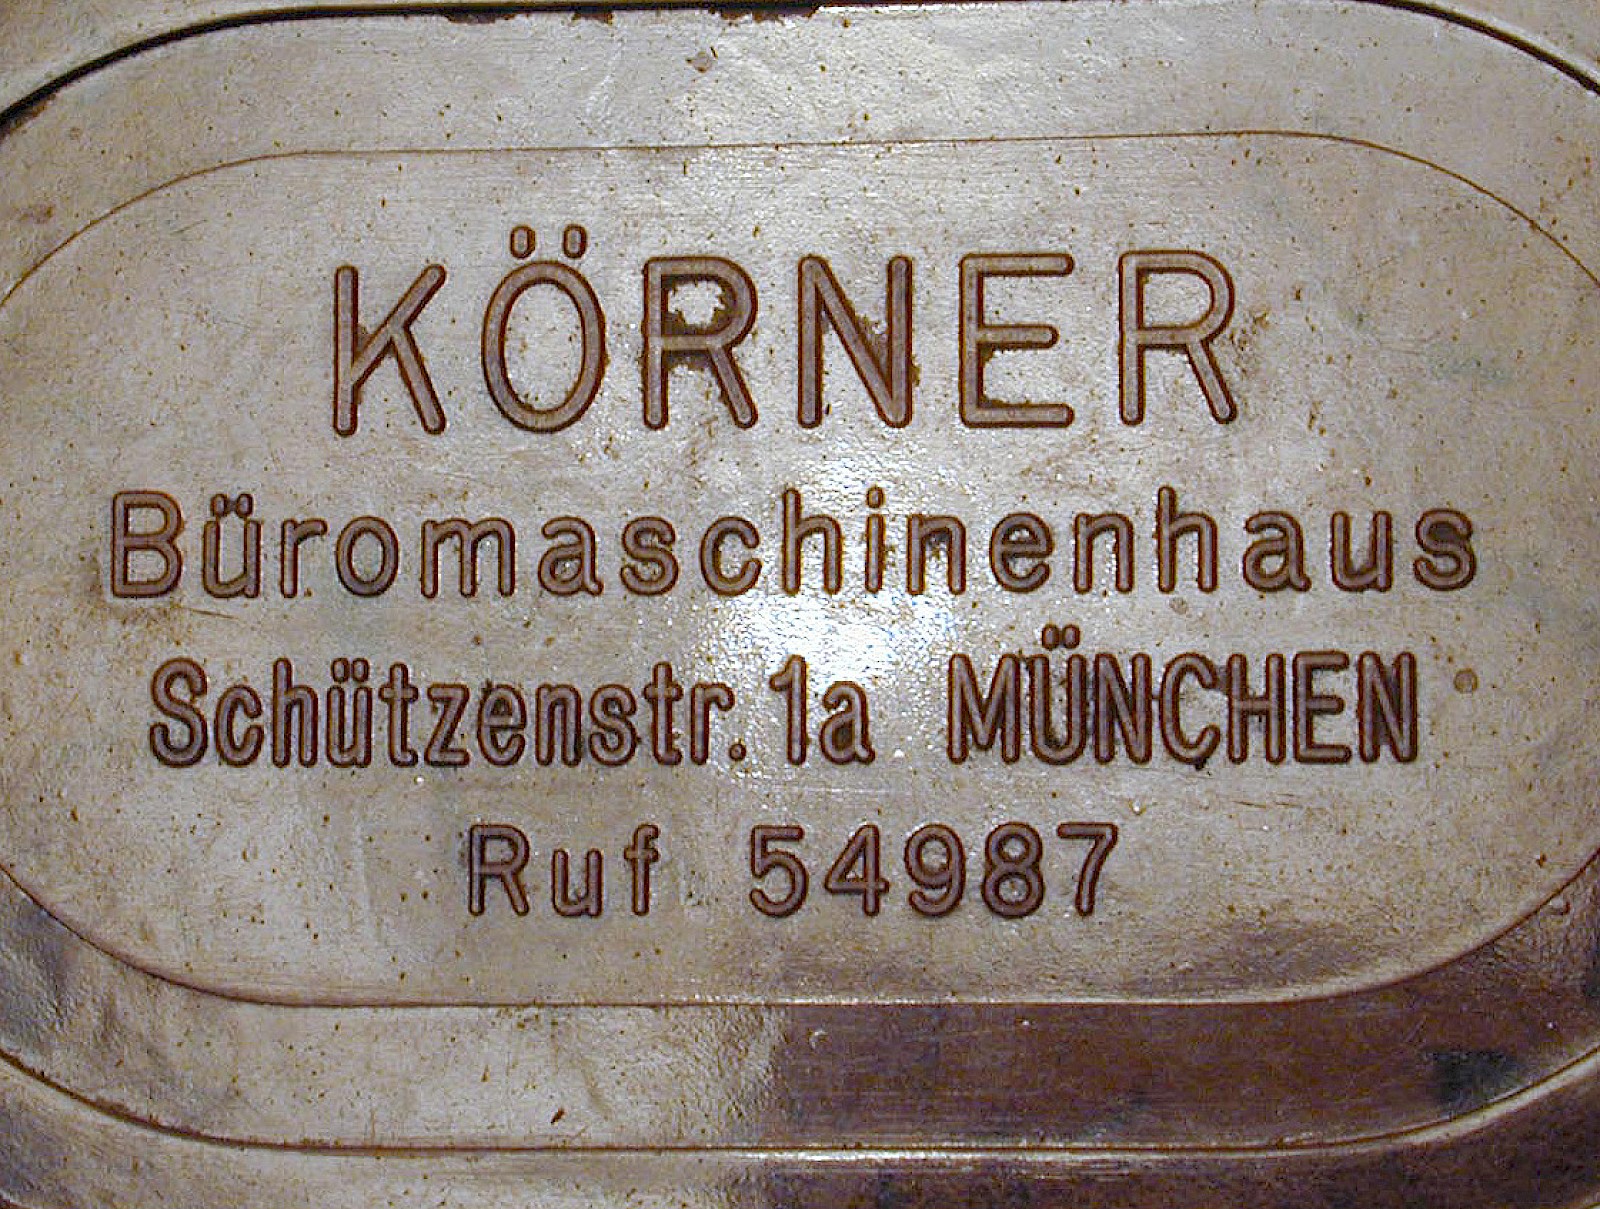 KÖRNER
Büromaschinenhaus
Schützenstr. 1a MÜNCHEN
Ruf 54987